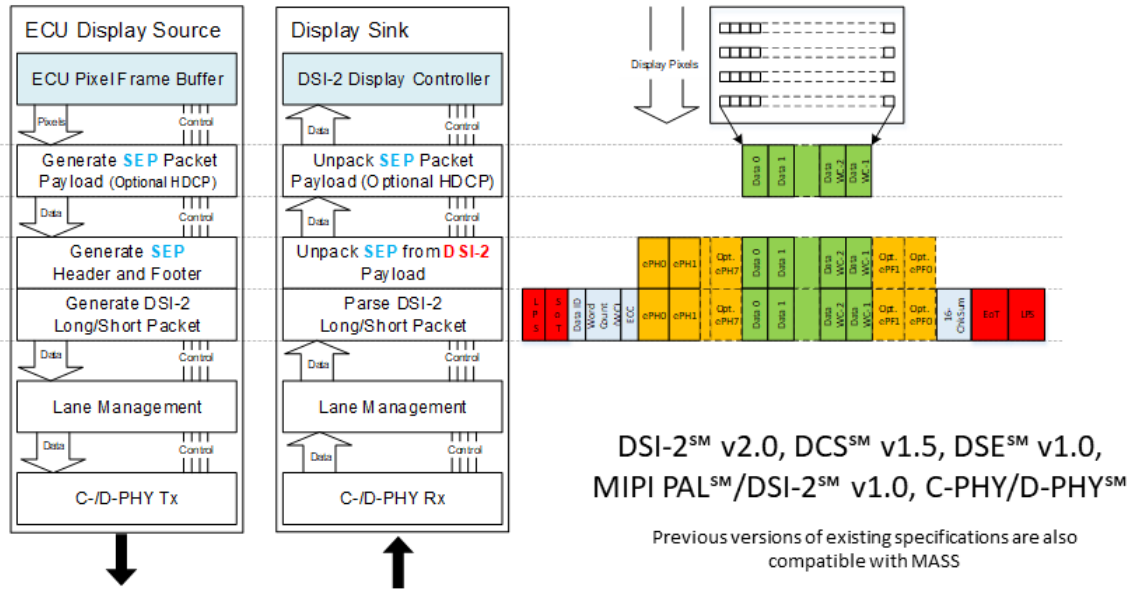 ECU Display Source
ECU Pixel Frame Buffer
Pixels
Control
Generate SEP Packet
Payload (Optional HDCP)
Data
Control
Generate SEP
Header and Footer
Generate DSI-2
Long/Short Packet
Data
Control
Lane Management
Data
Control
C-/D-PHY Tx
Display Sink
DSI-2 Display Controller
Data
Control
Unpack SEP Packet
Payload (Optional HDCP)
Data
Control
Unpack SEP from DSI-2
Payload
Parse DSI-2
Long/Short Packet
Data
Control
Lane Management
Data
Control
C-/D-PHY Rx
Display Pixels
Data 0
Data 1
Data
WC-2
Data
WC-1
ePH0
ePH1
Opt.
ePH7
Data 0
Data 1
Data
WC-2
Data
WC-1
Opt.
ePF1
Opt.
ePF0
LPS
SoT
Data ID
Word
Count
(WC)
ECC
ePH0
ePH1
Opt.
ePH7
Data 0
Data 1
Data
WC-2
Data
WC-1
Opt.
ePF1
Opt.
ePF0
16-
ChkSum
EoT
LPS
DSI-2℠ v2.0, DCS℠ v1.5, DSE℠ v1.0,
MIPI PAL℠/DSI-2℠ v1.0, C-PHY/D-PHY℠
Previous versions of existing specifications are also
compatible with MASS